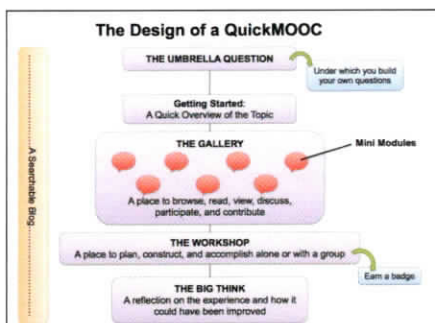 The Design of a QuickMOOC
THE UMBRELLA QUESTION
Under which you build
your own questions
Getting Started:
A Quick Overview of the Topic
THE GALLERY
Mini Modules
A place to browse, read, view, discuss,
participate, and contribute
THE WORKSHOP
A place to plan, construct, and accomplish alone or with a group
Earn a badge
THE BIG THINK
A reflection on the experience and how it
could have been improved
A Searchable Blog